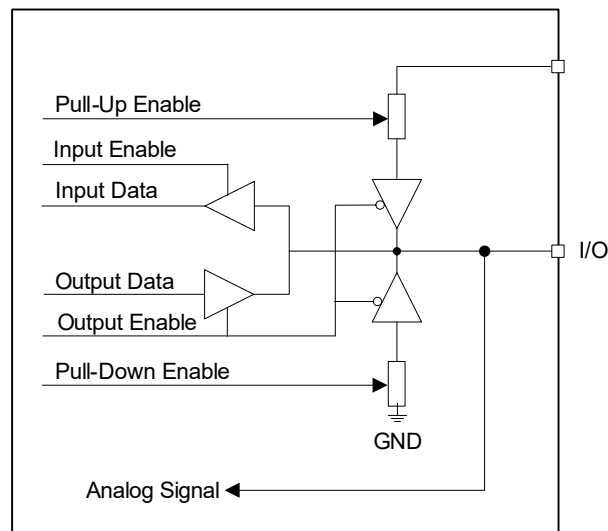 Pull-Up Enable
Input Enable
Input Data
I/O
Output Data
Output Enable
Pull-Down Enable
GND
Analog Signal